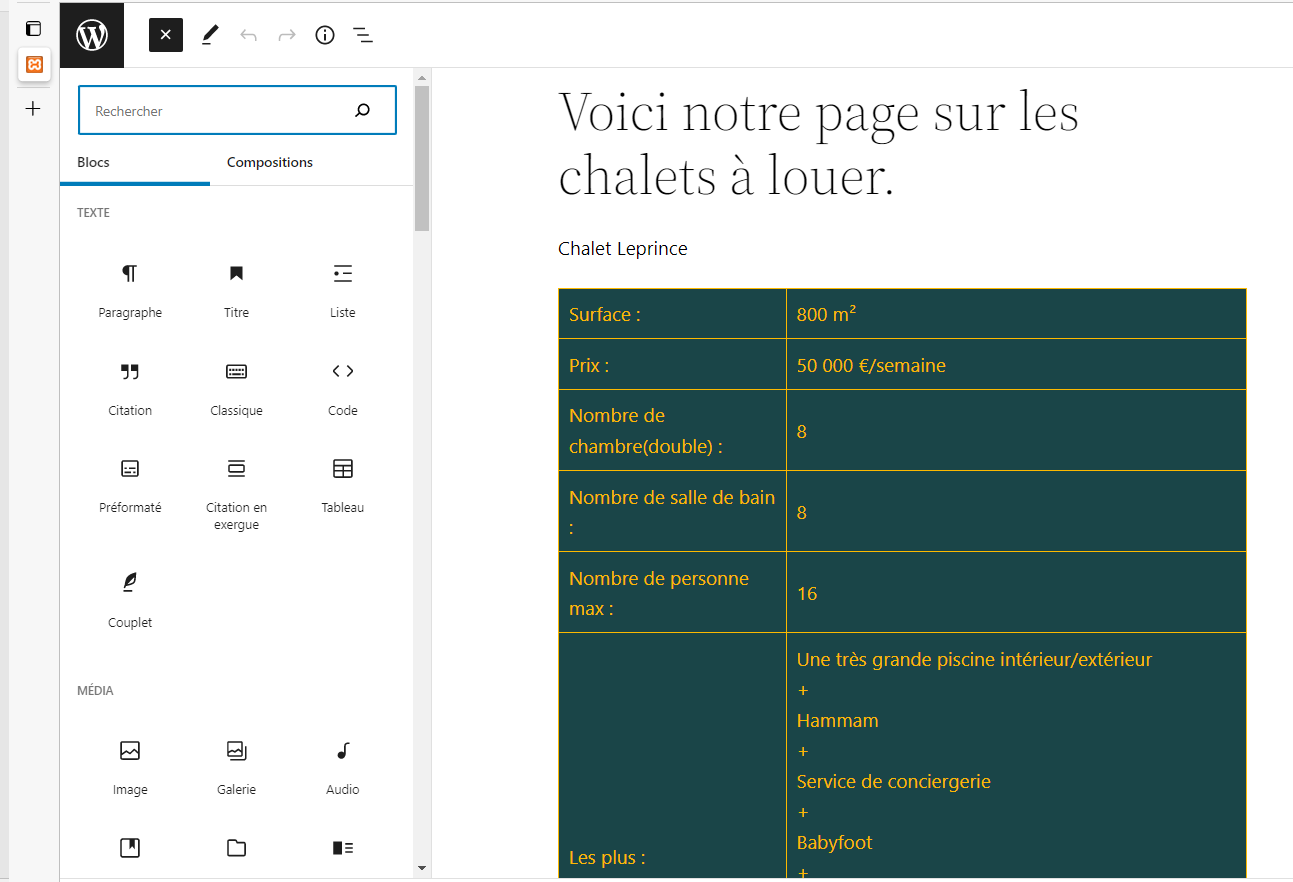 Rechercher
Blocs
Compositions
TEXTE
Paragraphe
Titre
Liste
Citation
Classique
Code
Préformaté
Citation en
exergue
Tableau
Couplet
MÉDIA
Image
Galerie
Audio
Voici notre page sur les
chalets à louer.
Chalet Leprince
Surface :
800 m²
Prix :
50 000 €/semaine
Nombre de
chambre(double) :
8
Nombre de salle de bain
:
8
Nombre de personne
max :
16
Les plus :
Une très grande piscine intérieur/extérieur
+
Hammam
+
Service de conciergerie
+
Babyfoot
+